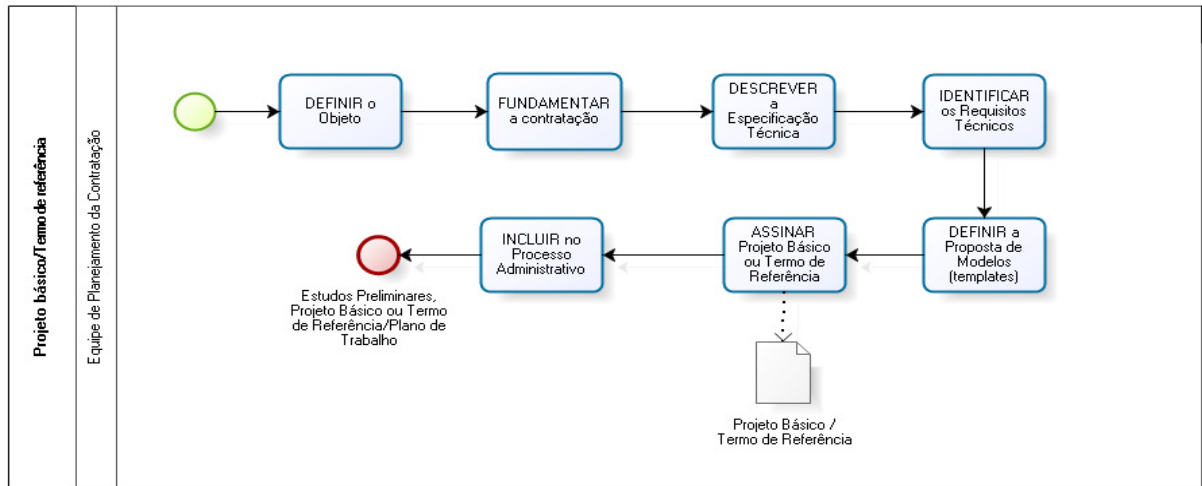 Projeto básico/Termo de referência
Equipe de Planejamento da Contratação
DEFINIR o
Objeto
FUNDAMENTAR
a contratação
DESCREVER
a
Especificação
Técnica
IDENTIFICAR
os Requisitos
Técnicos
DEFINIR a
Proposta de
Modelos
(templates)
ASSINAR
Projeto Básico
ou Termo de
Referência
INCLUIR no
Processo
Administrativo
Estudos Preliminares,
Projeto Básico ou Termo
de Referência/Plano de
Trabalho
Projeto Básico /
Termo de Referência